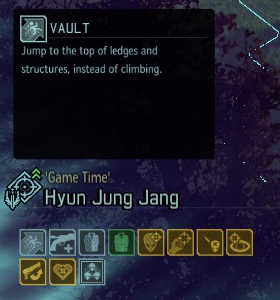 VAULT
Jump to the top of ledges and
structures, instead of climbing.
'Game Time'
Hyun Jung Jang